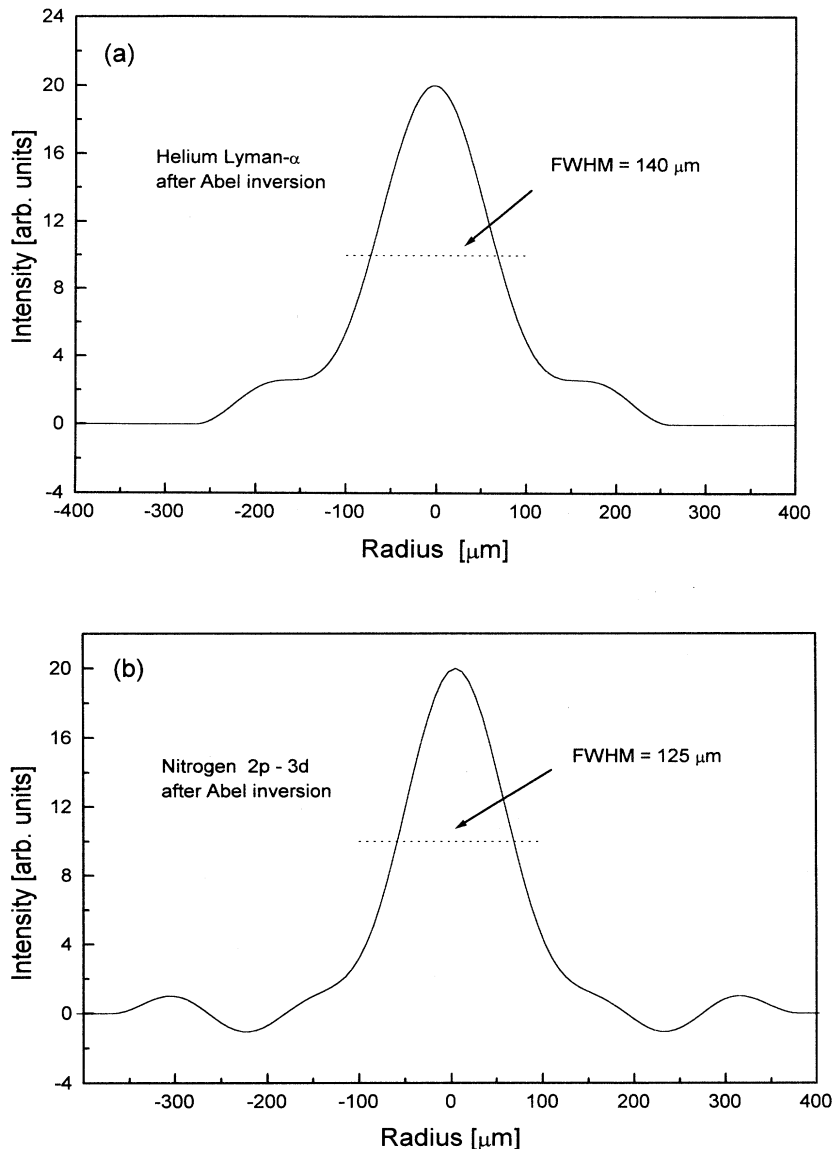 24
(a)
20
16
Helium Lyman-α
after Abel inversion
FWHM = 140 μm
12
8
4
0
-4
Intensity [arb. units]
-400 -300 -200 -100 0 100 200 300 400
Radius [μm]
(b)
20
16
Nitrogen 2p - 3d
after Abel inversion
FWHM = 125 μm
12
8
4
0
-4
Intensity [arb. units]
-300 -200 -100 0 100 200 300 400
Radius [μm]